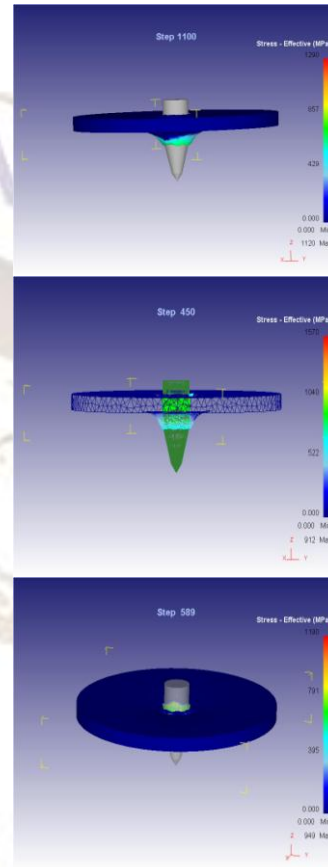 Step 1100
Stress - Effective (MPa
1290
857
429
0.000
0.000 Mi
1120 Ma
Z
X Y
Step 450
Stress - Effective (MPa
1570
1040
522
0.000
0.000 Mi
912 Ma
Z
X Y
Step 589
Stress - Effective (MPa
1190
791
395
0.000
0.000 Mi
949 Ma
Z
Y